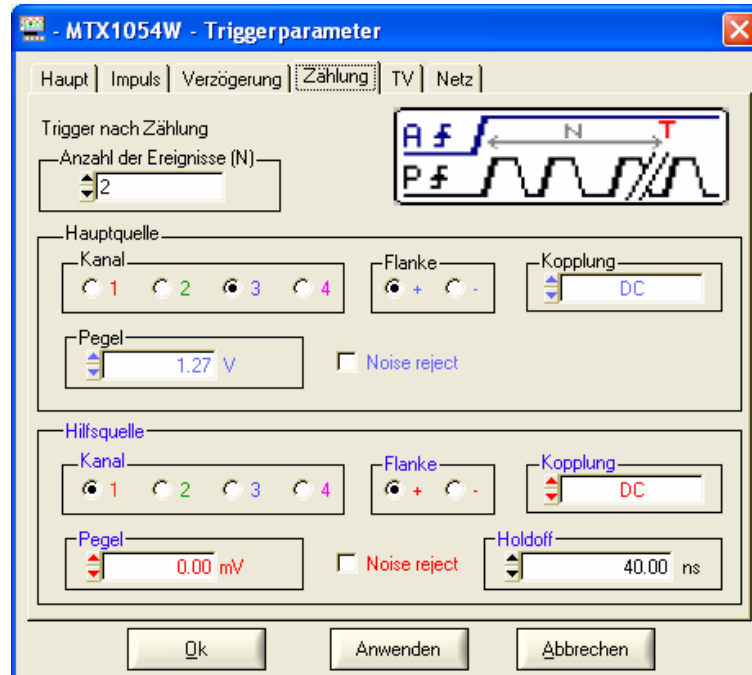 - MTX1054W - Triggerparameter
Haupt Impuls Verzögerung Zählung TV Netz
Trigger nach Zählung
Anzahl der Ereignisse (N)
2
A N T
P
Hauptquelle
Kanal Flanke Kopplung
1 2 3 4 + - DC
Pegel
1.27 V Noise reject
Hilfsquelle
Kanal Flanke Kopplung
1 2 3 4 + - DC
Pegel Holdoff
0.00 mV Noise reject 40.00 ns
Ok Anwenden Abbrechen